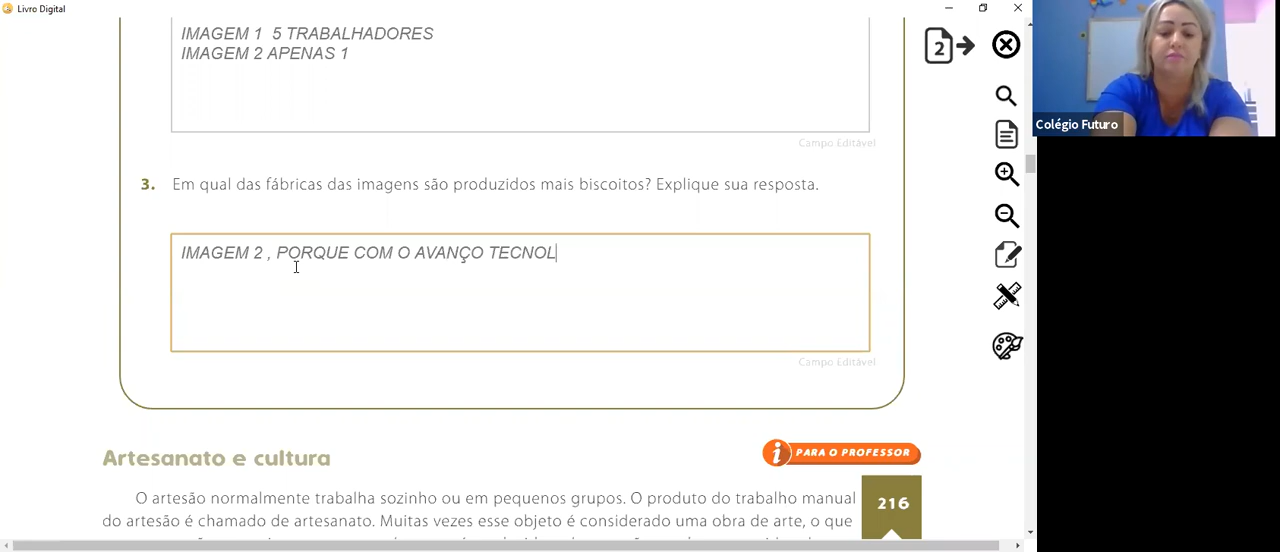 Livro Digital
IMAGEM 1  5 TRABALHADORES
IMAGEM 2 APENAS 1
Campo Editável
3. Em qual das fábricas das imagens são produzidos mais biscoitos? Explique sua resposta.
IMAGEM 2 , PORQUE COM O AVANÇO TECNOL
Campo Editável
Artesanato e cultura
i PARA O PROFESSOR
O artesão normalmente trabalha sozinho ou em pequenos grupos. O produto do trabalho manual
do artesão é chamado de artesanato. Muitas vezes esse objeto é considerado uma obra de arte, o que
216
2
Colégio Futuro